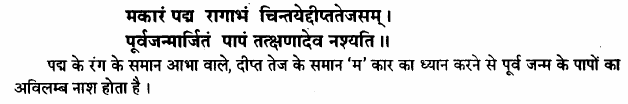 मकारं पद्म रागाभं चिन्तयेद्दीप्ततेजसम् ।
पूर्वजन्मार्जितं पापं तत्क्षणादेव नश्यति ।।
पद्म के रंग के समान आभा वाले, दीप्त तेज के समान ‘म’ कार का ध्यान करने से पूर्व जन्म के पापों का
अविलम्ब नाश होता है ।